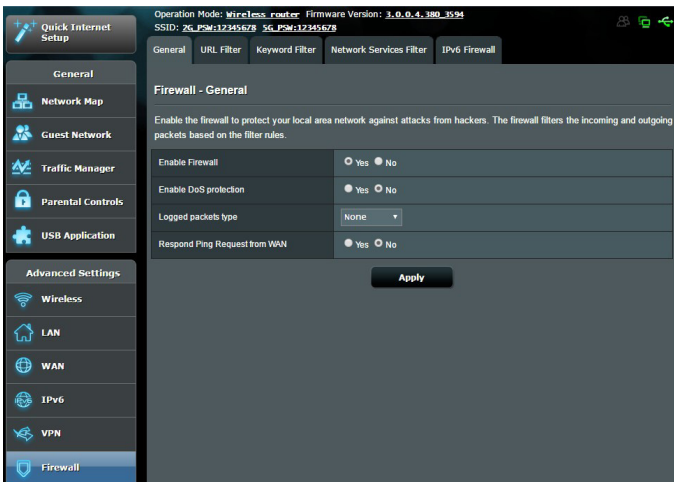 Quick Internet
Setup
Operation Mode: Wireless router Firmware Version: 3.0.0.4.380_3594
SSID: 2G_PSW:12345678 5G_PSW:12345678
General URL Filter Keyword Filter Network Services Filter IPv6 Firewall
General
Network Map
Guest Network
Traffic Manager
Parental Controls
USB Application
Advanced Settings
Wireless
LAN
WAN
IPv6
VPN
Firewall
Firewall - General
Enable the firewall to protect your local area network against attacks from hackers. The firewall filters the incoming and outgoing
packets based on the filter rules.
Enable Firewall Yes No
Enable DoS protection Yes No
Logged packets type None
Respond Ping Request from WAN Yes No
Apply